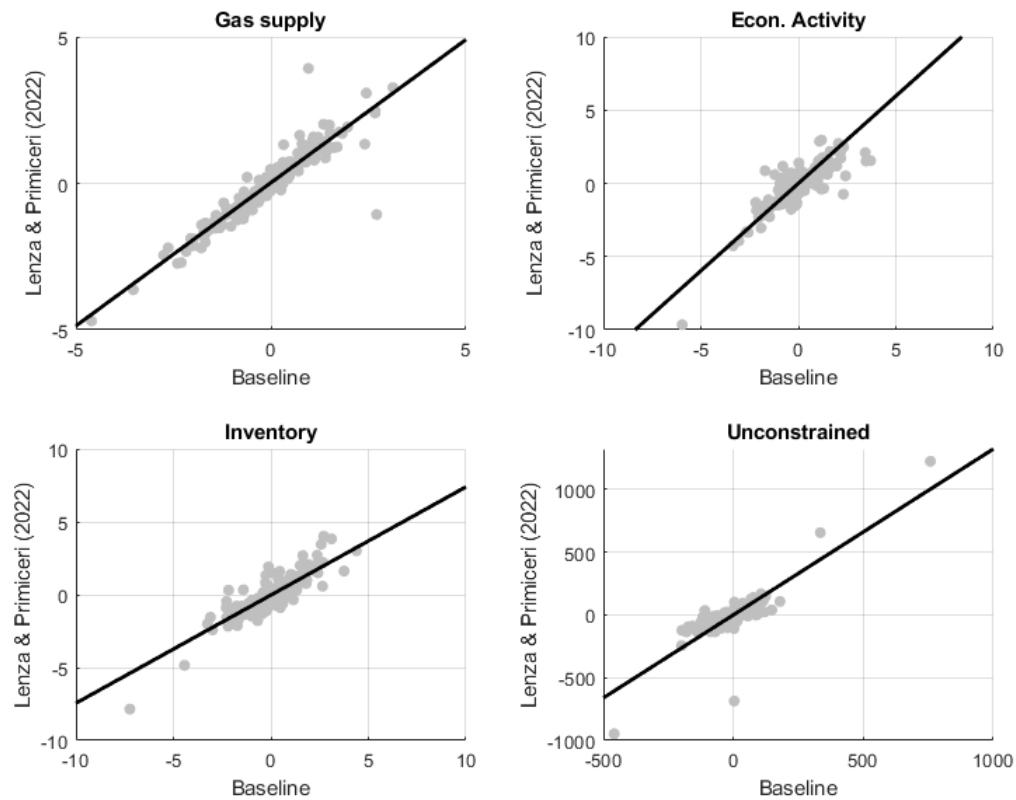 Gas supply
5
0
-5
-5
0
5
Lenza & Primiceri (2022)
Baseline
Econ. Activity
10
5
0
-5
-10
-10
-5
0
5
10
Lenza & Primiceri (2022)
Baseline
Inventory
10
5
0
-5
-10
-10
-5
0
5
10
Lenza & Primiceri (2022)
Baseline
Unconstrained
1000
500
0
-500
-1000
-500
0
500
1000
Lenza & Primiceri (2022)
Baseline